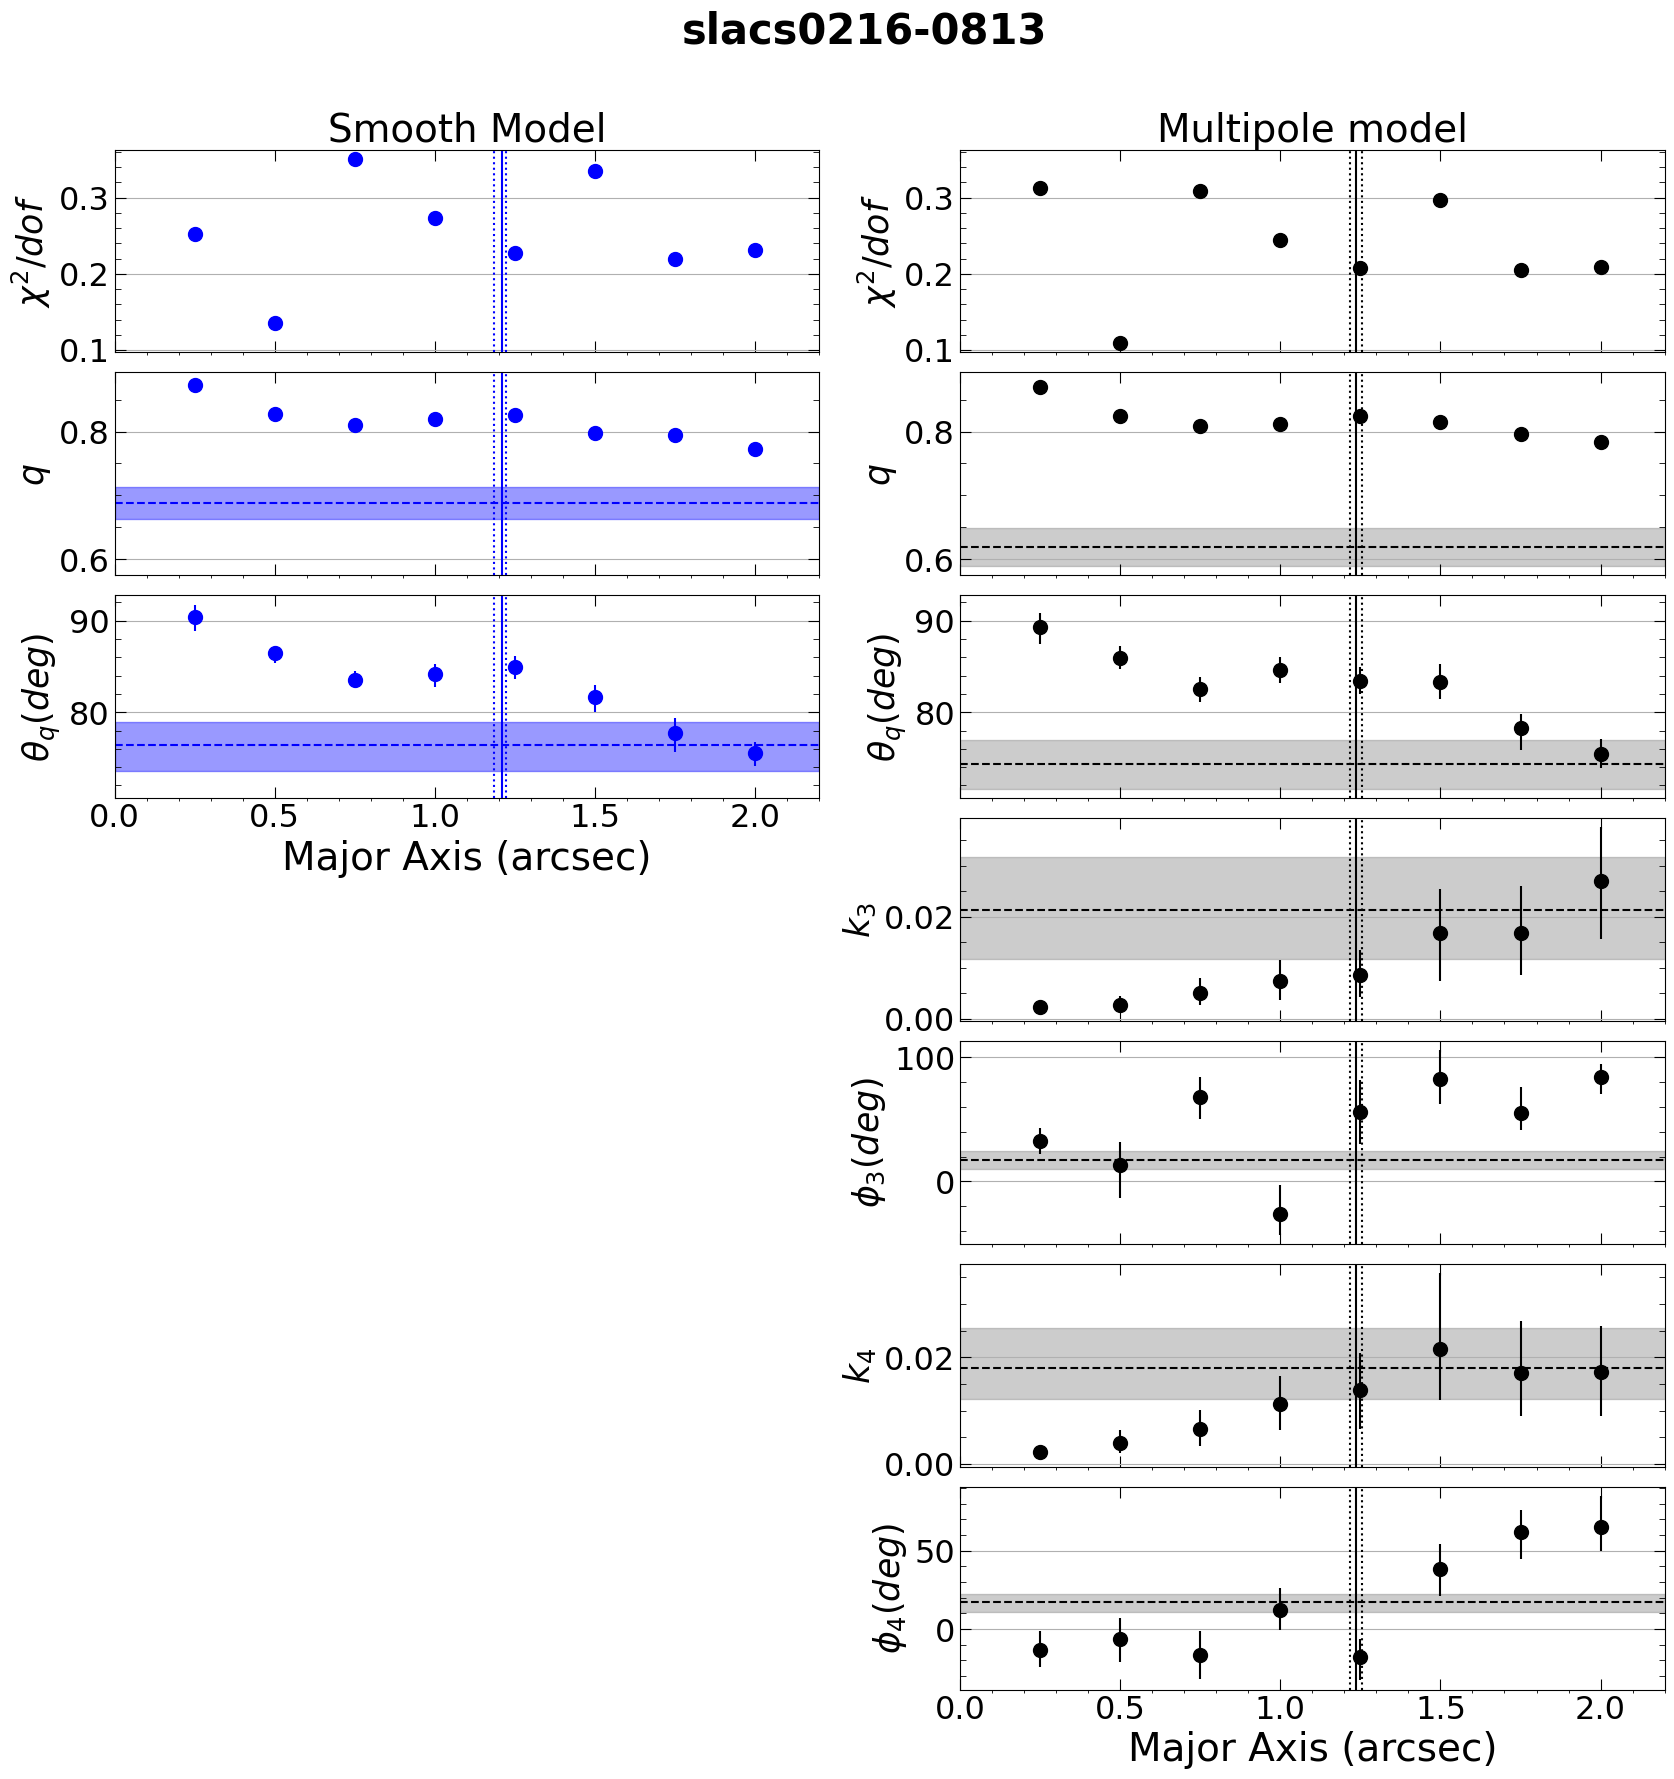 slacs0216-0813
Smooth Model
χ²/dof
0.3
0.2
0.1
q
0.8
0.6
θ_q(deg)
90
80
0.0 0.5 1.0 1.5 2.0
Major Axis (arcsec)
Multipole model
χ²/dof
0.3
0.2
0.1
q
0.8
0.6
θ_q(deg)
90
80
k₃
0.02
0.00
ϕ₃(deg)
100
0
k₄
0.02
0.00
ϕ₄(deg)
50
0
0.0 0.5 1.0 1.5 2.0
Major Axis (arcsec)